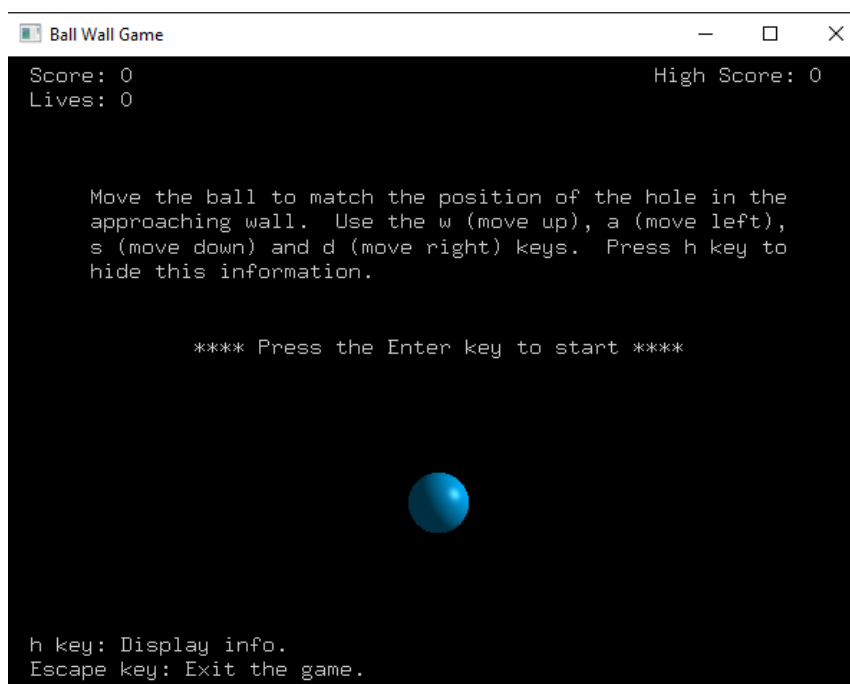 Ball Wall Game
Score: 0
High Score: 0
Lives: 0
Move the ball to match the position of the hole in the
approaching wall.  Use the w (move up), a (move left),
s (move down) and d (move right) keys.  Press h key to
hide this information.
**** Press the Enter key to start ****
h key: Display info.
Escape key: Exit the game.